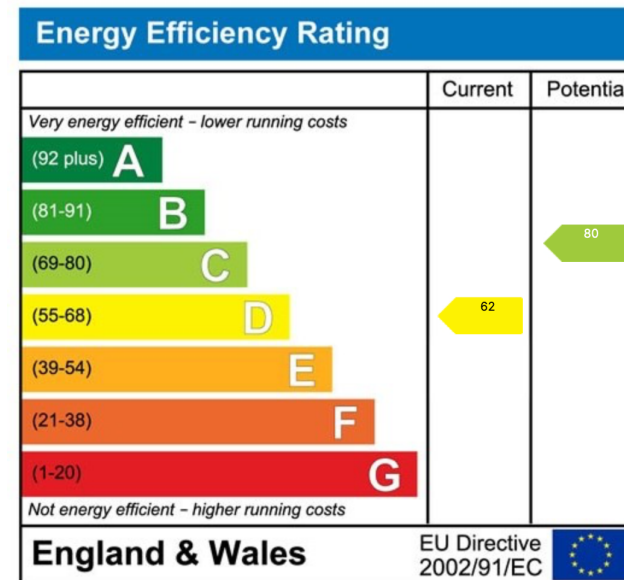 Energy Efficiency Rating
Current Potentia
Very energy efficient – lower running costs
(92 plus) A
(81-91) B
80
(69-80) C
(55-68) D
62
(39-54) E
(21-38) F
(1-20) G
Not energy efficient – higher running costs
England & Wales
EU Directive
2002/91/EC